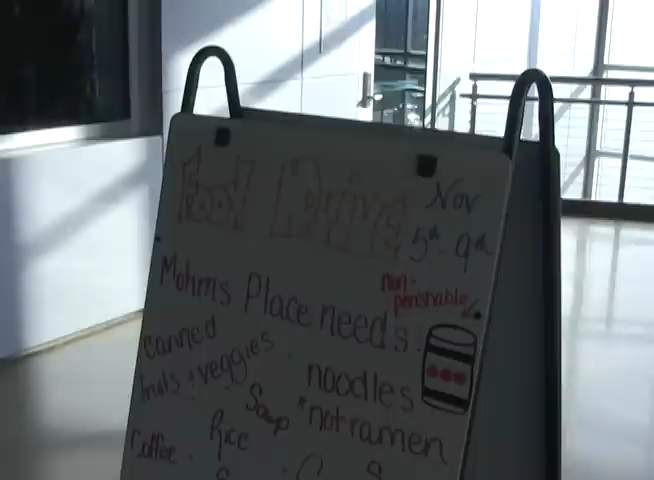 Food Drive Nov
5th - 9th
Mohms Place needs
non-
perishable
canned
fruits & veggies
noodles
Soup *not ramen
Coffee Rice